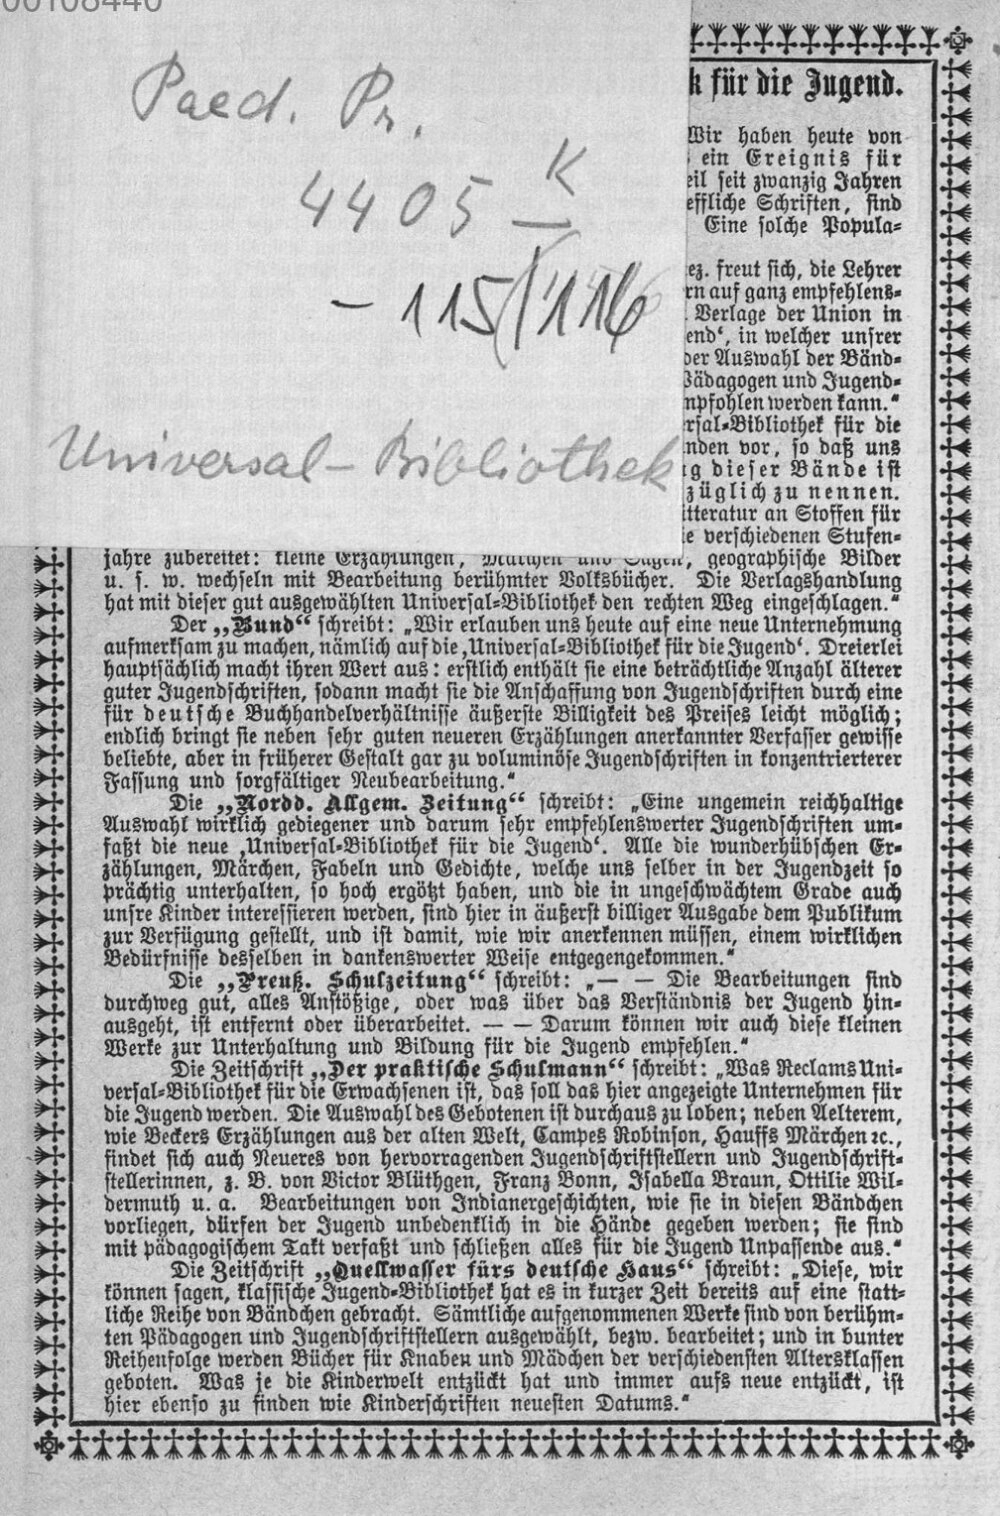 00108440
Paed. Pr.
4405 K
- 115/116
Universal-Bibliothek
k für die Jugend.
Wir haben heute von
ein Ereignis für
eil seit zwanzig Jahren
effliche Schriften, sind
Eine solche Popula-
ez. freut sich, die Lehrer
rn auf ganz empfehlens-
Verlage der Union in
end‘, in welcher unsrer
der Auswahl der Bänd-
Pädagogen und Jugend-
npfohlen werden kann.“
rsal-Bibliothek für die
nden vor, so daß uns
g dieser Bände ist
züglich zu nennen.
itteratur an Stoffen für
e verschiedenen Stufen-
jahre zubereitet: kleine Erzählungen, Märchen und Sagen, geographische Bilder
u. s. w. wechseln mit Bearbeitung berühmter Volksbücher. Die Verlagshandlung
hat mit dieser gut ausgewählten Universal-Bibliothek den rechten Weg eingeschlagen.“
Der „Bund“ schreibt: „Wir erlauben uns heute auf eine neue Unternehmung
aufmerksam zu machen, nämlich auf die ‚Universal-Bibliothek für die Jugend‘. Dreierlei
hauptsächlich macht ihren Wert aus: erstlich enthält sie eine beträchtliche Anzahl älterer
guter Jugendschriften, sodann macht sie die Anschaffung von Jugendschriften durch eine
für deutsche Buchhandelverhältnisse äußerste Billigkeit des Preises leicht möglich;
endlich bringt sie neben sehr guten neueren Erzählungen anerkannter Verfasser gewisse
beliebte, aber in früherer Gestalt gar zu voluminöse Jugendschriften in konzentrierterer
Fassung und sorgfältiger Neubearbeitung.“
Die „Nordd. Allgem. Zeitung“ schreibt: „Eine ungemein reichhaltige
Auswahl wirklich gediegener und darum sehr empfehlenswerter Jugendschriften um-
faßt die neue ‚Universal-Bibliothek für die Jugend‘. Alle die wunderhübschen Er-
zählungen, Märchen, Fabeln und Gedichte, welche uns selber in der Jugendzeit so
prächtig unterhalten, so hoch ergötzt haben, und die in ungeschwächtem Grade auch
unsre Kinder interessieren werden, sind hier in äußerst billiger Ausgabe dem Publikum
zur Verfügung gestellt, und ist damit, wie wir anerkennen müssen, einem wirklichen
Bedürfnisse desselben in dankenswerter Weise entgegengekommen.“
Die „Preuß. Schulzeitung“ schreibt: „— — Die Bearbeitungen sind
durchweg gut, alles Anstößige, oder was über das Verständnis der Jugend hin-
ausgeht, ist entfernt oder überarbeitet. — — Darum können wir auch diese kleinen
Werke zur Unterhaltung und Bildung für die Jugend empfehlen.“
Die Zeitschrift „Der praktische Schulmann“ schreibt: „Was Reclams Uni-
versal-Bibliothek für die Erwachsenen ist, das soll das hier angezeigte Unternehmen für
die Jugend werden. Die Auswahl des Gebotenen ist durchaus zu loben; neben Aelterem,
wie Beckers Erzählungen aus der alten Welt, Campes Robinson, Hauffs Märchen ꝛc.,
findet sich auch Neueres von hervorragenden Jugendschriftstellern und Jugendschrift-
stellerinnen, z. B. von Victor Blüthgen, Franz Bonn, Isabella Braun, Ottilie Wil-
dermuth u. a. Bearbeitungen von Indianergeschichten, wie sie in diesen Bändchen
vorliegen, dürfen der Jugend unbedenklich in die Hände gegeben werden; sie sind
mit pädagogischem Takt verfaßt und schließen alles für die Jugend Unpassende aus.“
Die Zeitschrift „Quellwasser fürs deutsche Haus“ schreibt: „Diese, wir
können sagen, klassische Jugend-Bibliothek hat es in kurzer Zeit bereits auf eine statt-
liche Reihe von Bändchen gebracht. Sämtliche aufgenommenen Werke sind von berühm-
ten Pädagogen und Jugendschriftstellern ausgewählt, bezw. bearbeitet; und in bunter
Reihenfolge werden Bücher für Knaben und Mädchen der verschiedensten Altersklassen
geboten. Was je die Kinderwelt entzückt hat und immer aufs neue entzückt, ist
hier ebenso zu finden wie Kinderschriften neuesten Datums.“